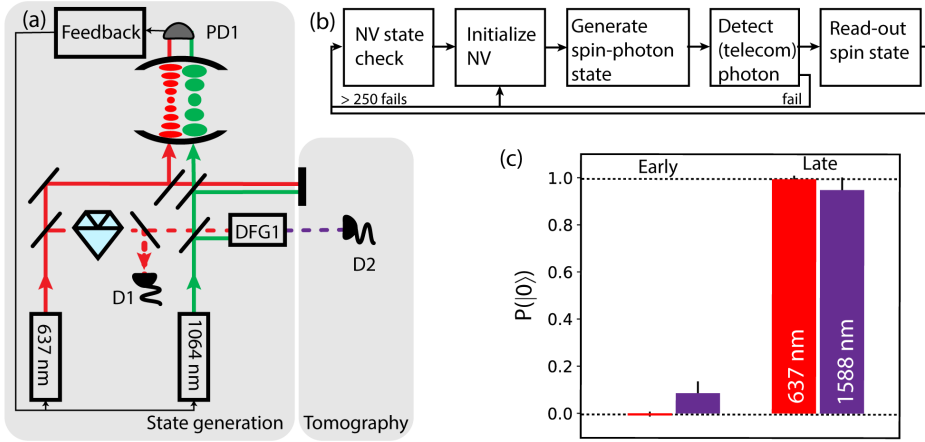 (a)
Feedback
PD1
DFG1
D2
D1
637 nm
1064 nm
State generation
Tomography
(b)
NV state
check
Initialize
NV
Generate
spin-photon
state
Detect
(telecom)
photon
Read-out
spin state
> 250 fails
fail
(c)
Early
Late
1.0
0.8
0.6
0.4
0.2
0.0
P(|0⟩)
637 nm
1588 nm